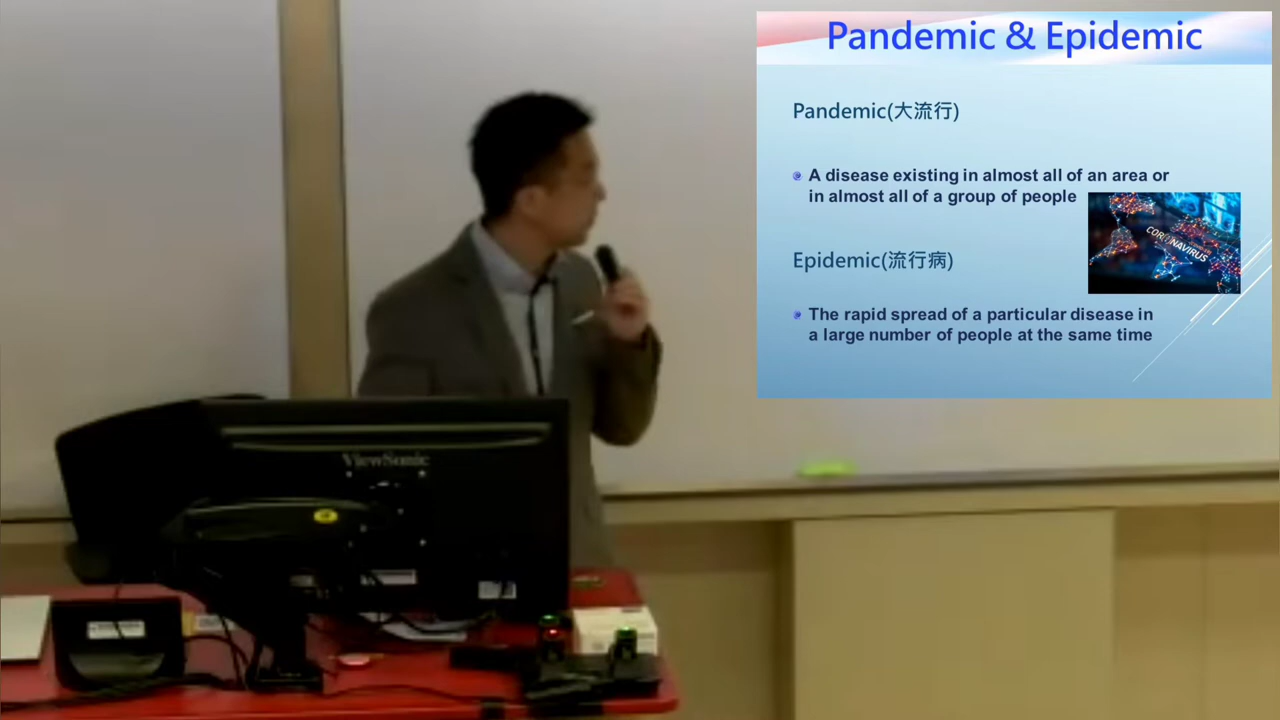 Pandemic & Epidemic
Pandemic(大流行)
A disease existing in almost all of an area or
in almost all of a group of people
CORONAVIRUS
Epidemic(流行病)
The rapid spread of a particular disease in
a large number of people at the same time
ViewSonic